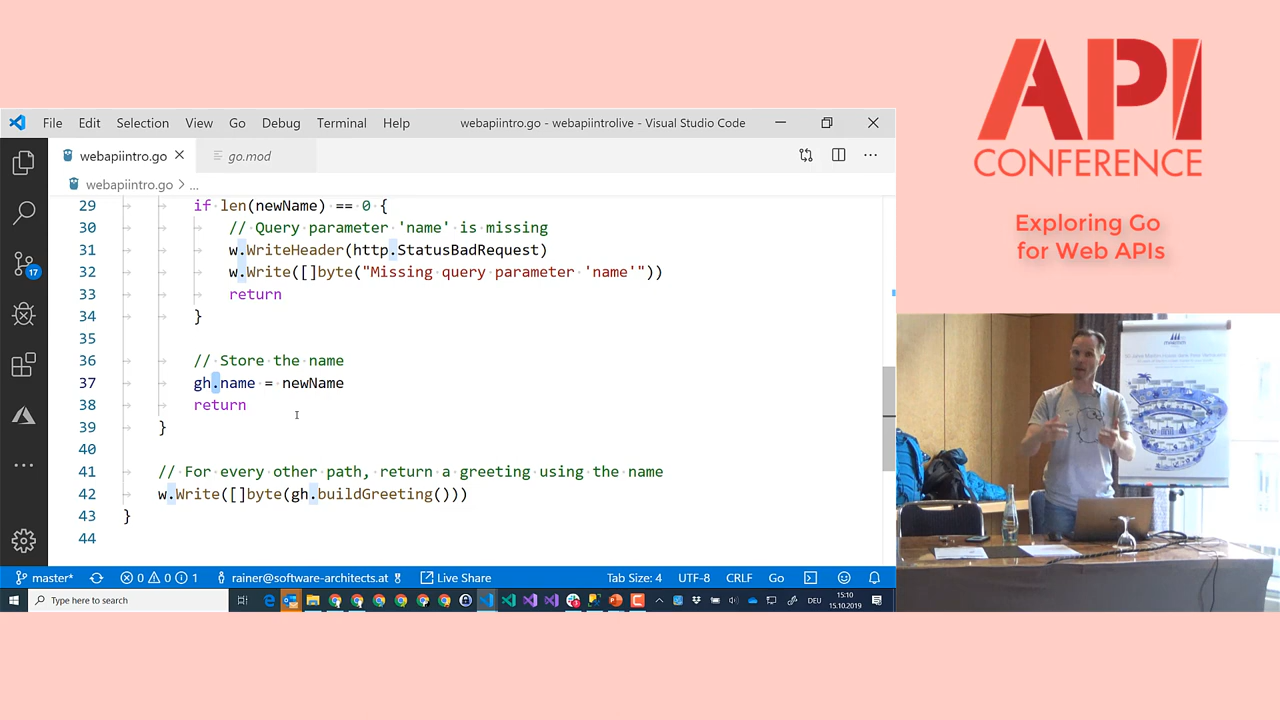 File Edit Selection View Go Debug Terminal Help webapiintro.go - webapiintrolive - Visual Studio Code
webapiintro.go go.mod
webapiintro.go > ...
29 if len(newName) == 0 {
30 // Query parameter 'name' is missing
31 w.WriteHeader(http.StatusBadRequest)
32 w.Write([]byte("Missing query parameter 'name'"))
33 return
34 }
35
36 // Store the name
37 gh.name = newName
38 return
39 }
40
41 // For every other path, return a greeting using the name
42 w.Write([]byte(gh.buildGreeting()))
43 }
44
17
master* 0 0 1 rainer@software-architects.at Live Share Tab Size: 4 UTF-8 CRLF Go
Type here to search DEU 15:10
15.10.2019
API
CONFERENCE
Exploring Go
for Web APIs